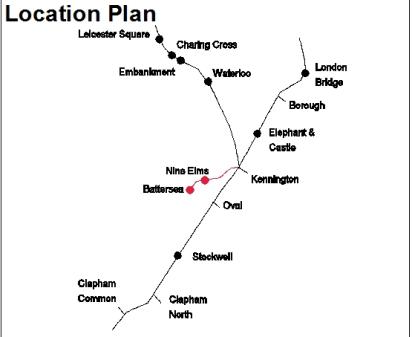 Location Plan
Leicester Square
Charing Cross
Embankment
Waterloo
London
Bridge
Borough
Elephant &
Castle
Nine Elms
Battersea
Kennington
Oval
Stockwell
Clapham
Common
Clapham
North